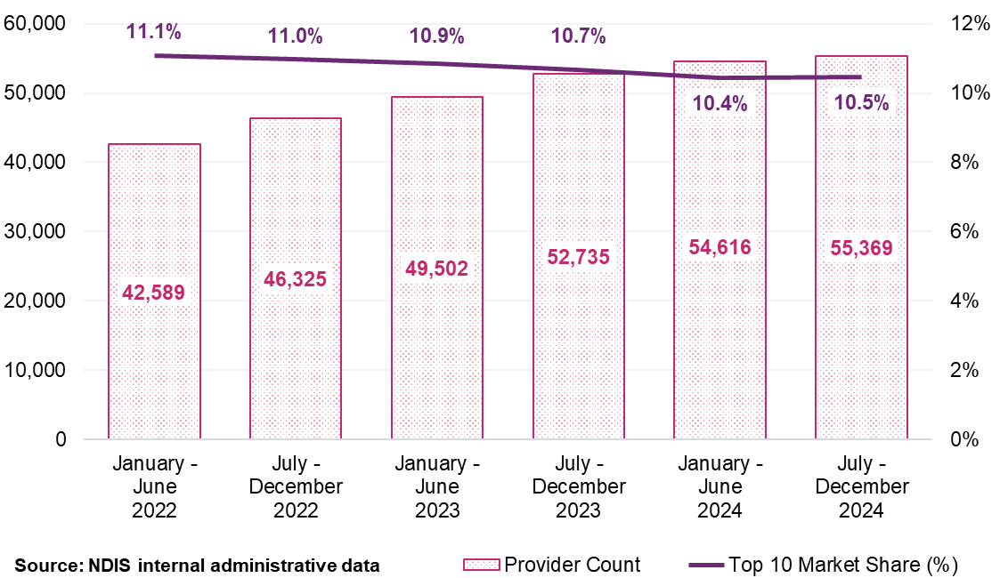 60,000
50,000
40,000
30,000
20,000
10,000
0
12%
10%
8%
6%
4%
2%
0%
11.1%
11.0%
10.9%
10.7%
10.4%
10.5%
42,589
46,325
49,502
52,735
54,616
55,369
January -
June
2022
July -
December
2022
January -
June
2023
July -
December
2023
January -
June
2024
July -
December
2024
Source: NDIS internal administrative data
Provider Count
Top 10 Market Share (%)